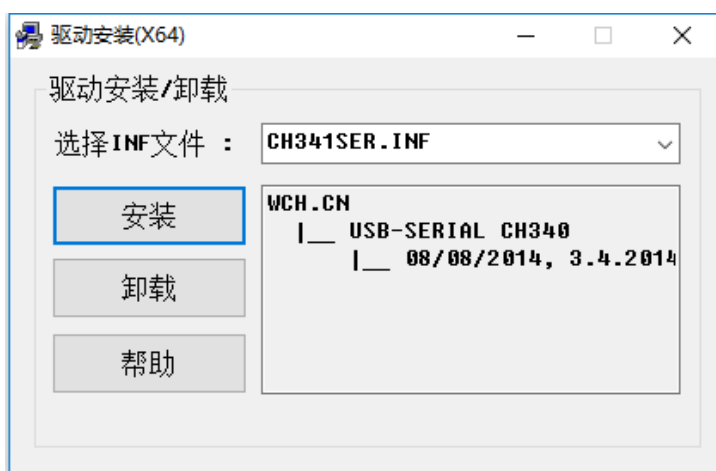 驱动安装(X64)
驱动安装/卸载
选择INF文件 :
CH341SER.INF
安装
卸载
帮助
WCH.CN
|__ USB-SERIAL CH340
|__ 08/08/2014, 3.4.2014